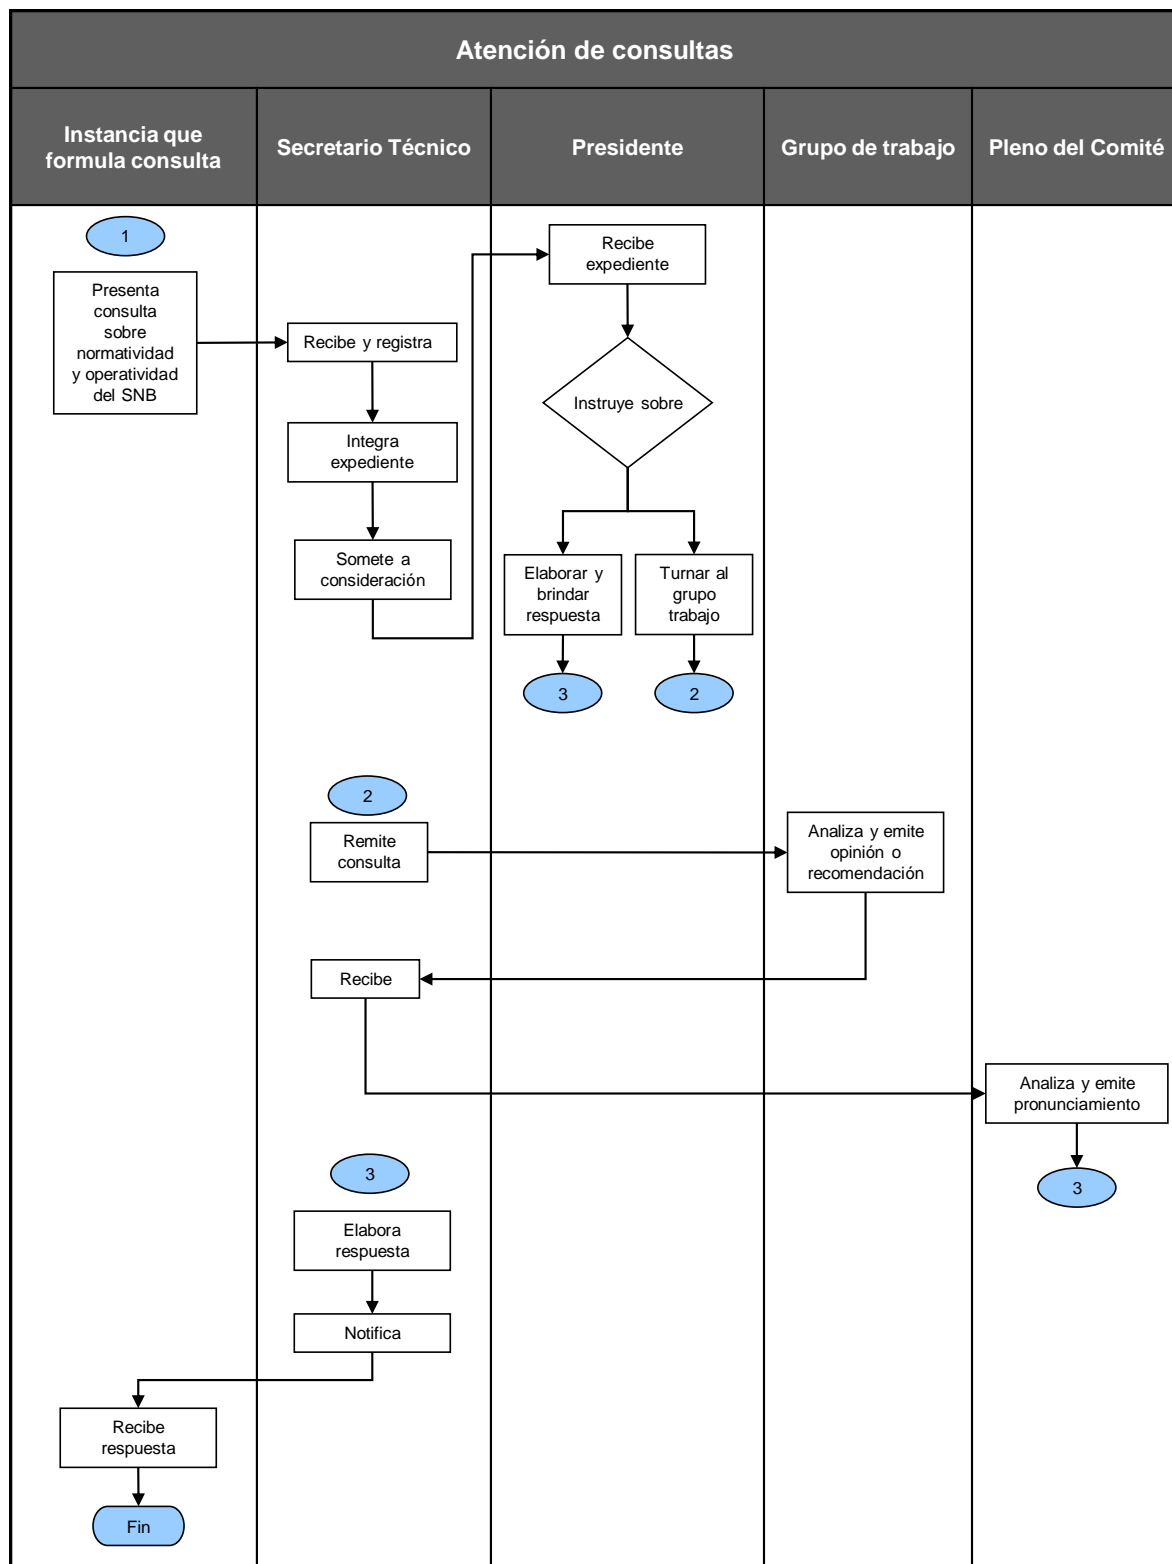 Atención de consultas
Instancia que
formula consulta
Secretario Técnico
Presidente
Grupo de trabajo
Pleno del Comité
1
Presenta
consulta
sobre
normatividad
y operatividad
del SNB
Recibe y registra
Integra
expediente
Somete a
consideración
Recibe
expediente
Instruye sobre
Elaborar y
brindar
respuesta
Turnar al
grupo
trabajo
3
2
2
Remite
consulta
Analiza y emite
opinión o
recomendación
Recibe
Analiza y emite
pronunciamiento
3
3
Elabora
respuesta
Notifica
Recibe
respuesta
Fin